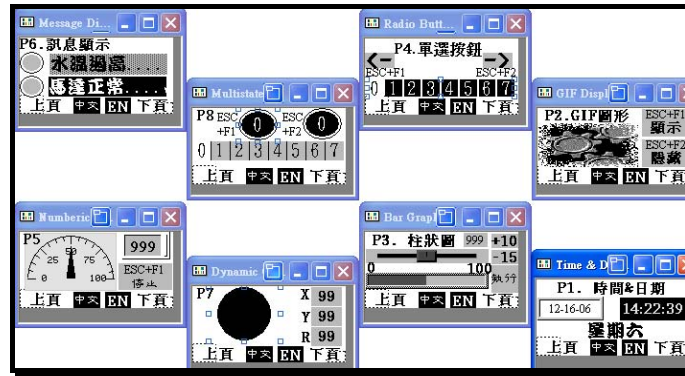 Message Di...
P6.訊息顯示
水溫過高....
馬達正常....
上頁 中文 EN 下頁
Multistate
P8 ESC +F1 0 ESC +F2 0
0 1 2 3 4 5 6 7
上頁 中文 EN 下頁
Radio Butt...
P4.單選按鈕
<- ->
ESC+F1 ESC+F2
0 1 2 3 4 5 6 7
上頁 中文 EN 下頁
GIF Displ
P2.GIF圖形
ESC+F1
顯示
ESC+F2
隱藏
上頁 中文 EN 下頁
Numberic
P5
0 25 50 75 100
999
ESC+F1
停止
上頁 中文 EN 下頁
Dynamic
P7
X 99
Y 99
R 99
上頁 中文 EN 下頁
Bar Grapl
P3. 柱狀圖 999 +10
-15
0 100
執行
上頁 中文 EN 下頁
Time & D
P1. 時間&日期
12-16-06 14:22:39
星期六
上頁 中文 EN 下頁